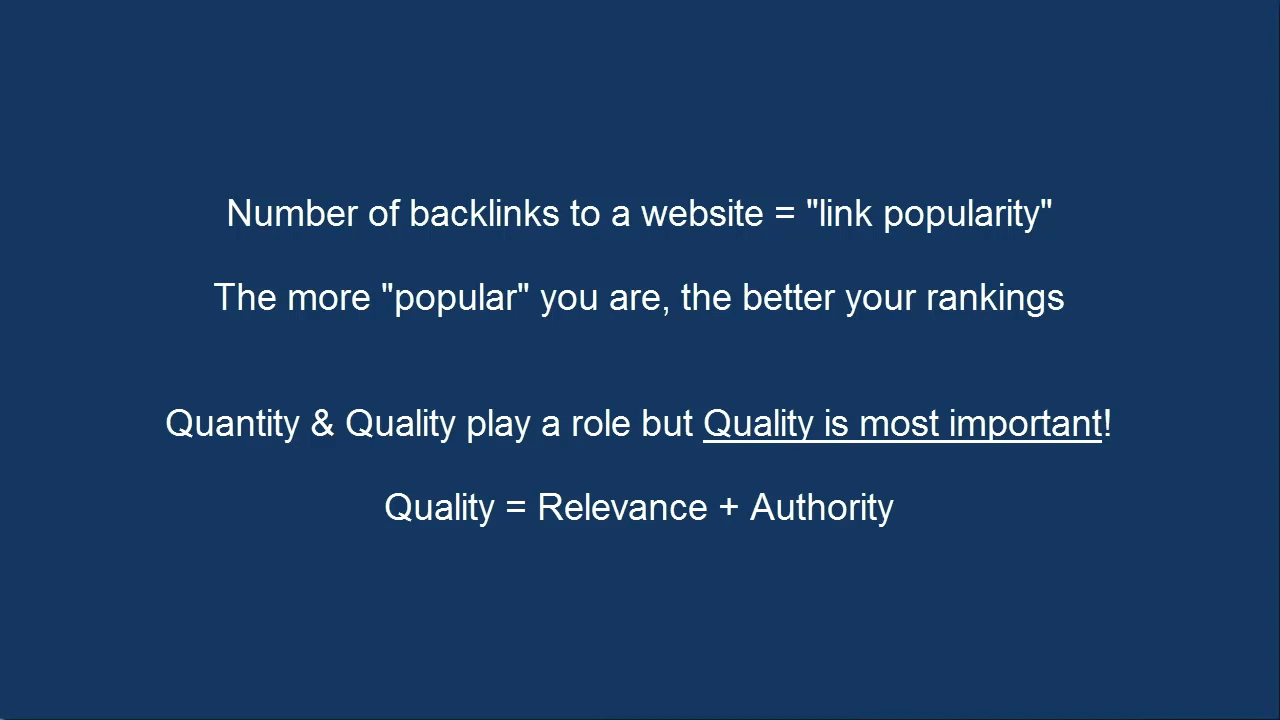 Number of backlinks to a website = "link popularity"
The more "popular" you are, the better your rankings
Quantity & Quality play a role but Quality is most important!
Quality = Relevance + Authority